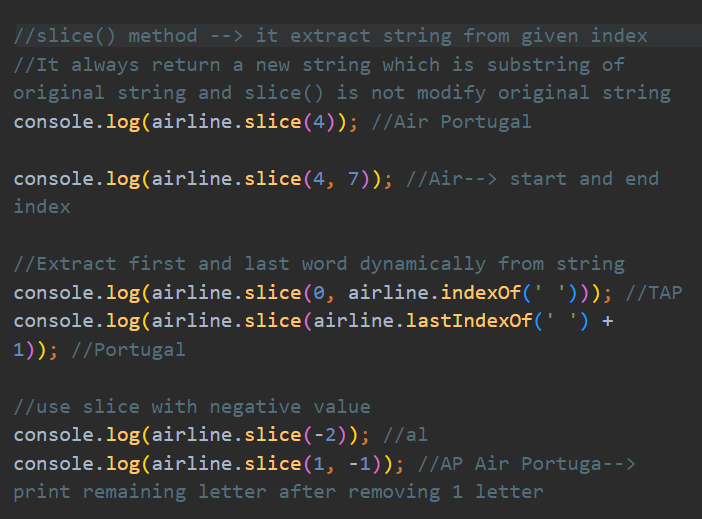 //slice() method --> it extract string from given index
//It always return a new string which is substring of
original string and slice() is not modify original string
console.log(airline.slice(4)); //Air Portugal
console.log(airline.slice(4, 7)); //Air--> start and end
index
//Extract first and last word dynamically from string
console.log(airline.slice(0, airline.indexOf(' '))); //TAP
console.log(airline.slice(airline.lastIndexOf(' ') +
1)); //Portugal
//use slice with negative value
console.log(airline.slice(-2)); //al
console.log(airline.slice(1, -1)); //AP Air Portuga-->
print remaining letter after removing 1 letter